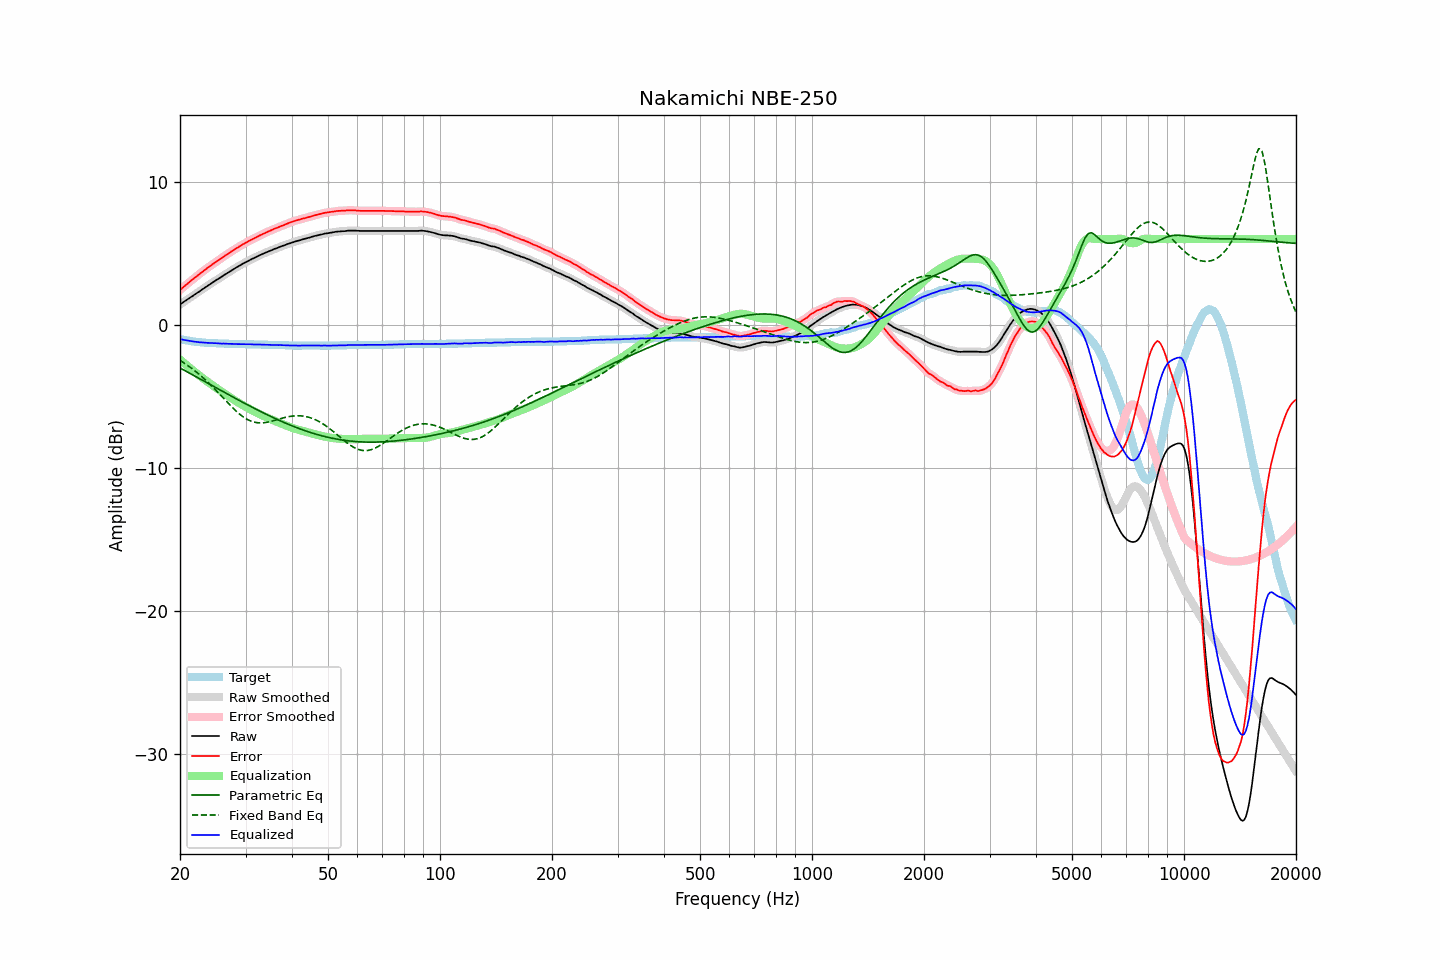 Nakamichi NBE-250
Amplitude (dBr)
10
0
−10
−20
−30
Target
Raw Smoothed
Error Smoothed
Raw
Error
Equalization
Parametric Eq
Fixed Band Eq
Equalized
20 50 100 200 500 1000 2000 5000 10000 20000
Frequency (Hz)